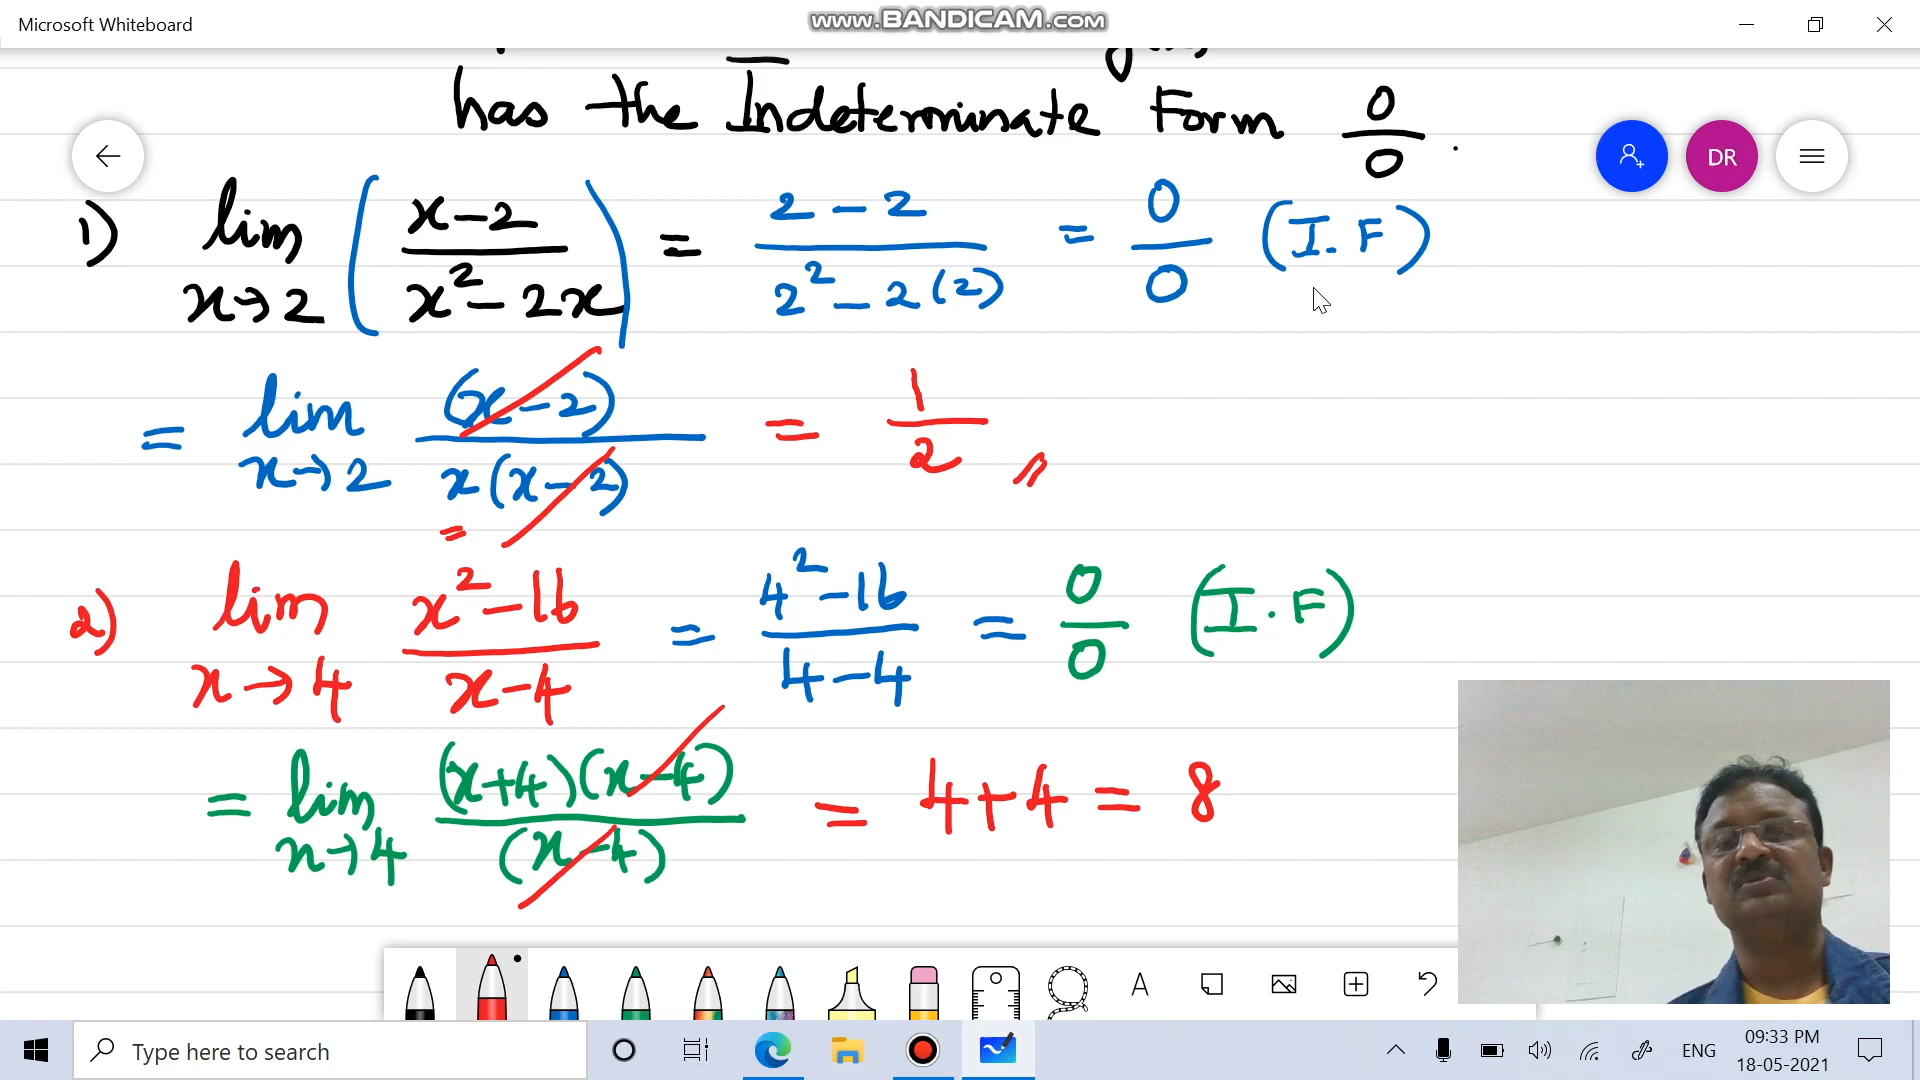 Microsoft Whiteboard
www.BANDICAM.com
has the Indeterminate Form 0/0 .
DR
1) lim x→2 ( x-2 / x²-2x ) = 2-2 / 2²-2(2) = 0/0 (I.F)
= lim x→2 (x-2) / x(x-2) = 1/2 //
2) lim x→4 x²-16 / x-4 = 4²-16 / 4-4 = 0/0 (I.F)
= lim x→4 (x+4)(x-4) / (x-4) = 4+4 = 8
Type here to search
ENG
09:33 PM
18-05-2021